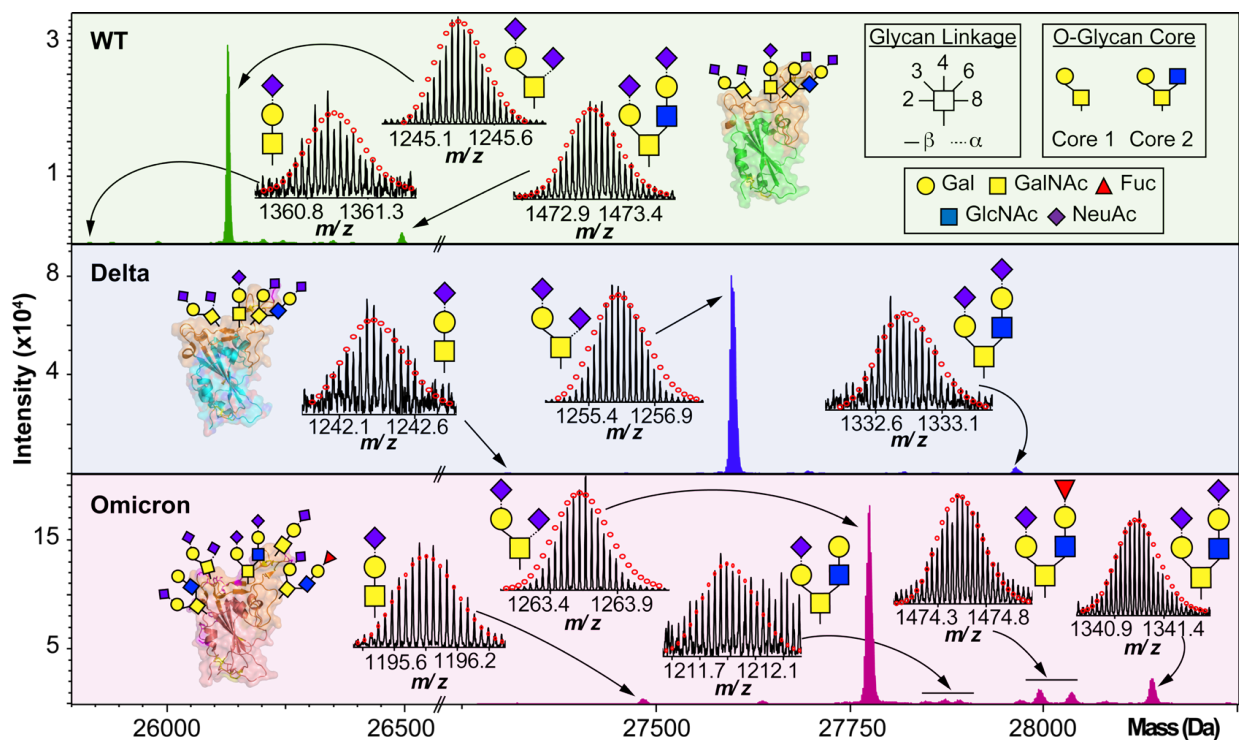 WT
3
1
1360.8 1361.3
m/z
1245.1 1245.6
m/z
1472.9 1473.4
m/z
Glycan Linkage
3 4 6
2 8
β α
O-Glycan Core
Core 1 Core 2
Gal GalNAc Fuc
GlcNAc NeuAc
Delta
8
4
1242.1 1242.6
m/z
1255.4 1256.9
m/z
1332.6 1333.1
m/z
Intensity (x10⁴)
Omicron
15
5
1195.6 1196.2
m/z
1263.4 1263.9
m/z
1211.7 1212.1
m/z
1474.3 1474.8
m/z
1340.9 1341.4
m/z
26000 26500 27500 27750 28000 Mass (Da)